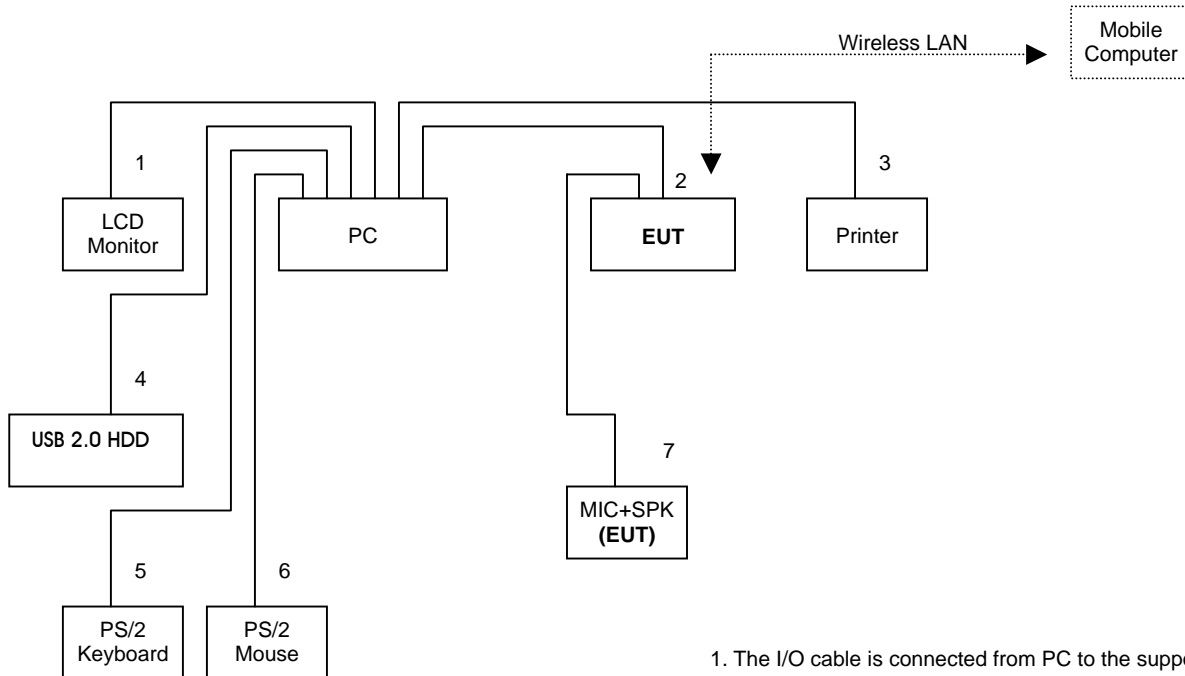 Wireless LAN
Mobile
Computer
1
2
3
LCD
Monitor
PC
EUT
Printer
4
USB 2.0 HDD
7
MIC+SPK
(EUT)
5
6
PS/2
Keyboard
PS/2
Mouse
1. The I/O cable is connected from PC to the